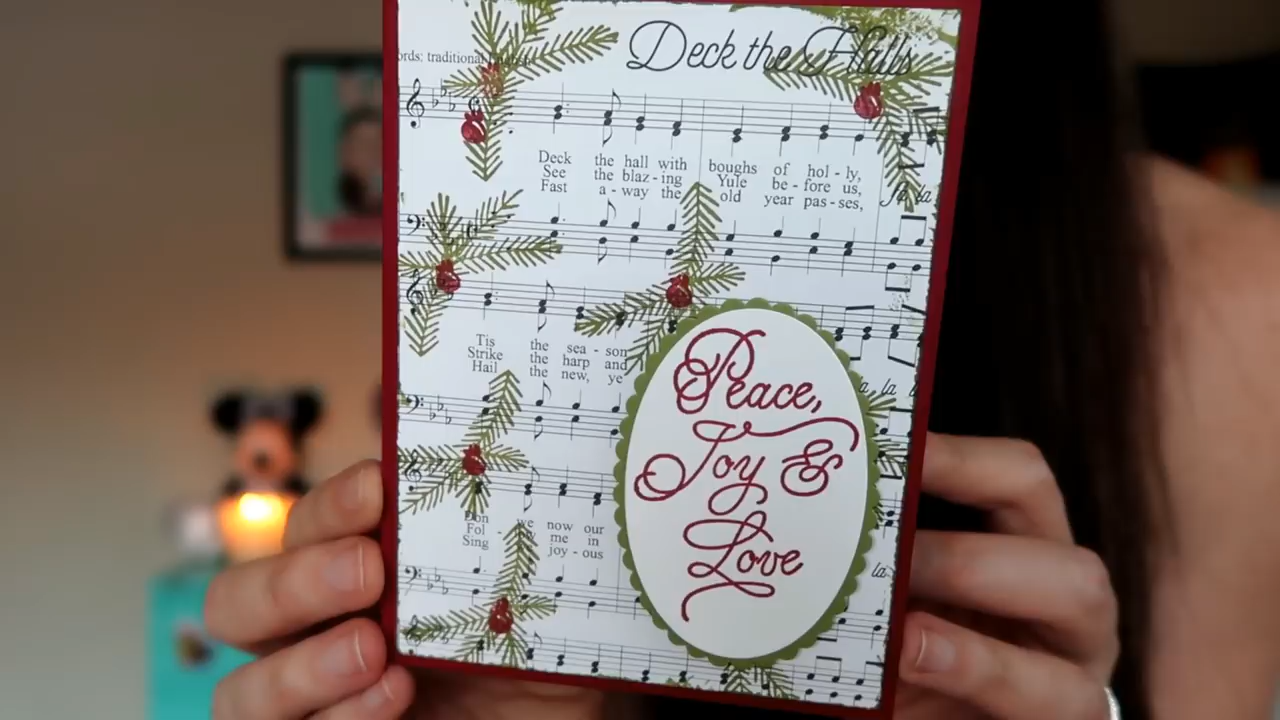 Deck the Halls
ords: traditional English
Deck the hall with boughs of hol - ly,
See the blaz - ing Yule be - fore us,
Fast a - way the old year pas - ses,
fa la
Tis the sea - son
Strike the harp and
Hail the new, ye
a la l
Peace,
Joy &
Love
Don we now our
Fol - me in
Sing joy - ous
la